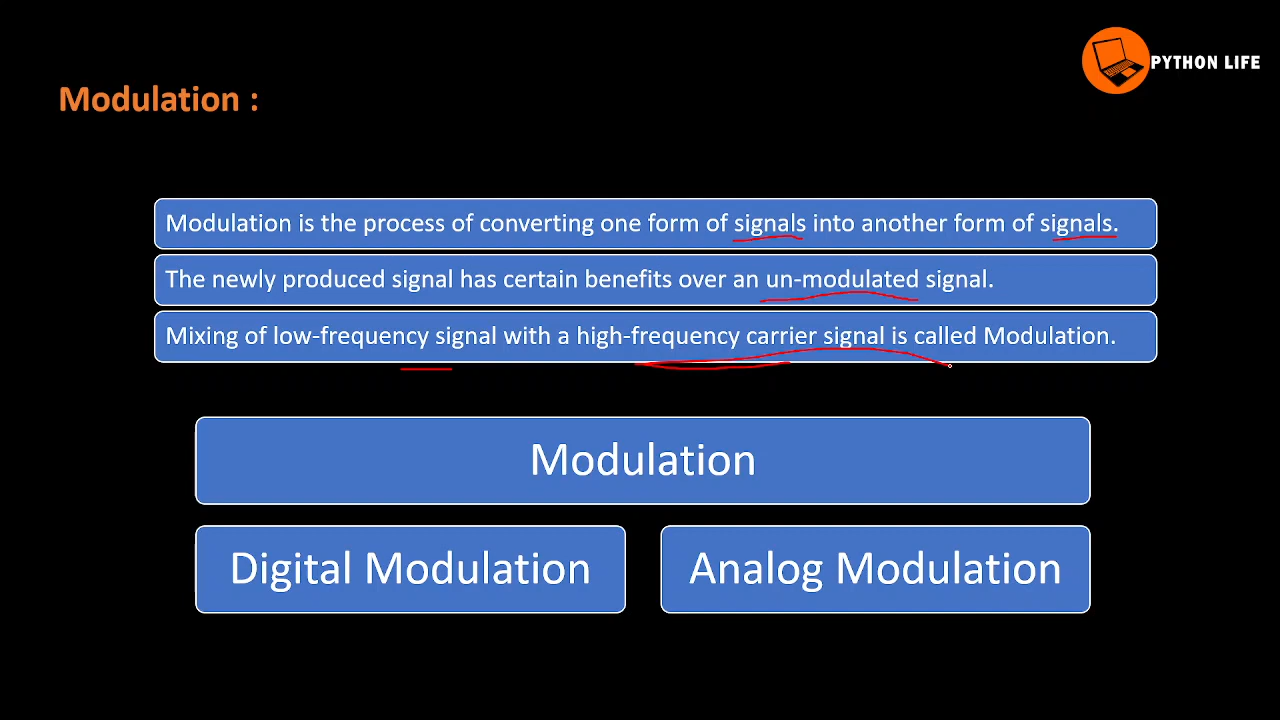 PYTHON LIFE
Modulation :
Modulation is the process of converting one form of signals into another form of signals.
The newly produced signal has certain benefits over an un-modulated signal.
Mixing of low-frequency signal with a high-frequency carrier signal is called Modulation.
Modulation
Digital Modulation
Analog Modulation